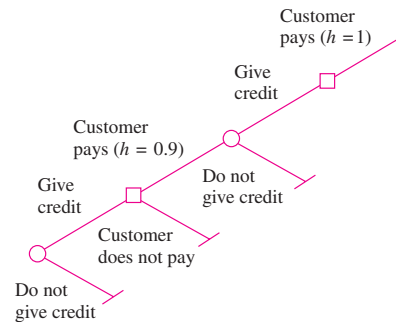 Customer
pays (h =1)
Give
credit
Customer
pays (h = 0.9)
Do not
give credit
Give
credit
Customer
does not pay
Do not
give credit